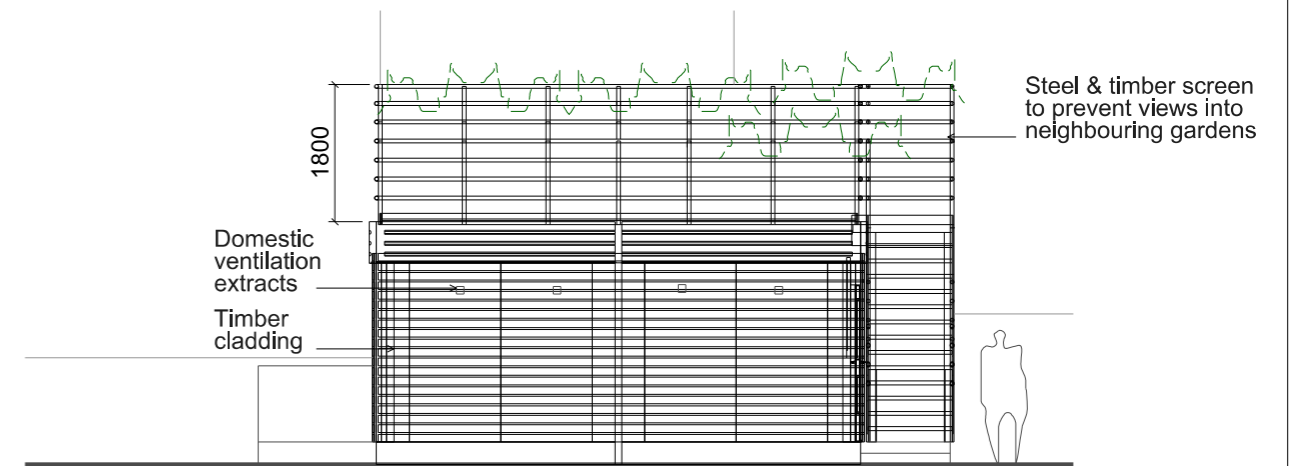 Steel & timber screen
to prevent views into
neighbouring gardens
1800
Domestic
ventilation
extracts
Timber
cladding